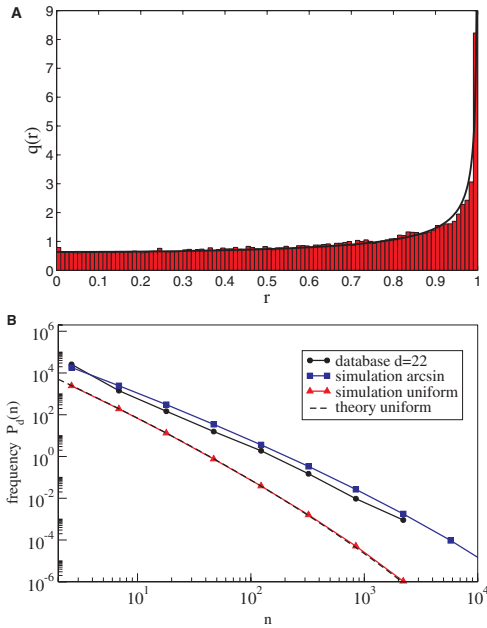 A
9
8
7
6
5
4
3
2
1
0
q(r)
0 0.1 0.2 0.3 0.4 0.5 0.6 0.7 0.8 0.9 1
r
B
10^6
10^4
10^2
10^0
10^-2
10^-4
10^-6
frequency P_d(n)
database d=22
simulation arcsin
simulation uniform
theory uniform
10^1 10^2 10^3 10^4
n